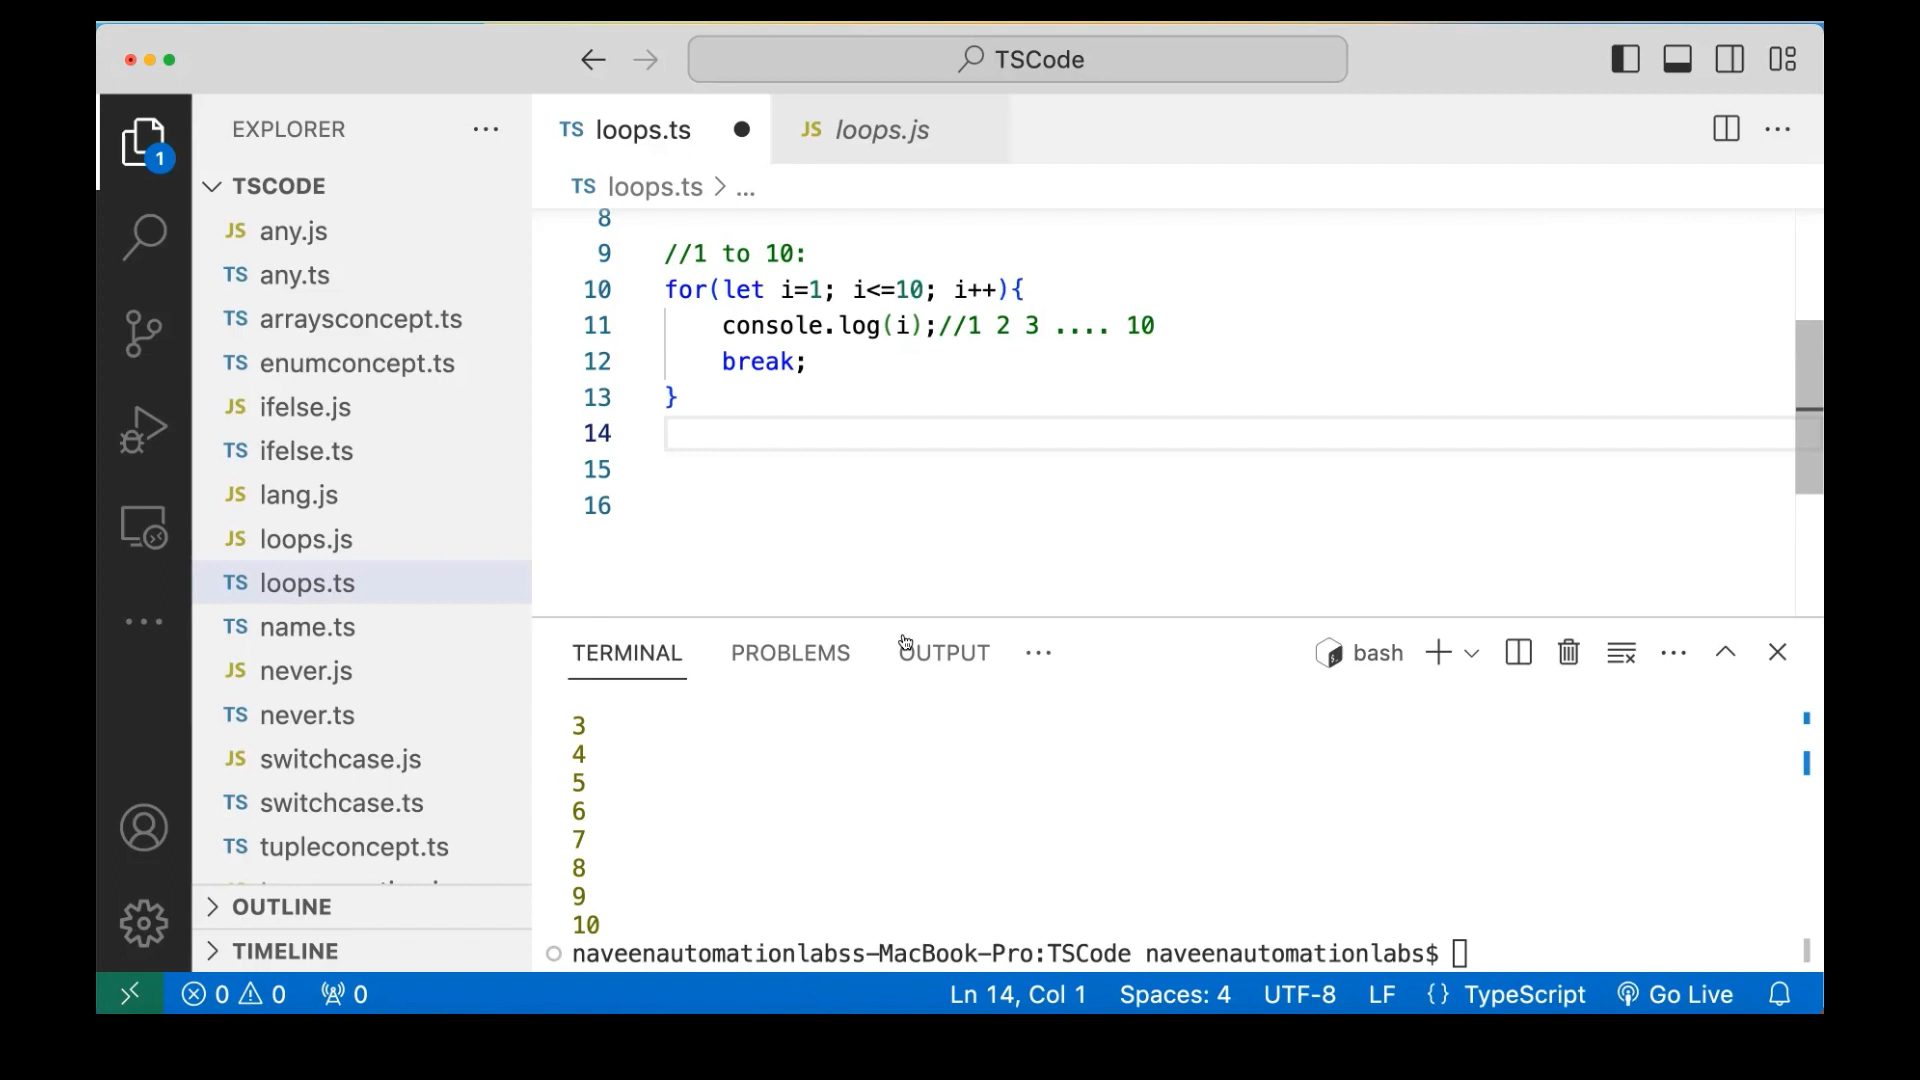 TSCode
EXPLORER ...
TS loops.ts
JS loops.js
1
TSCODE
TS loops.ts > ...
JS any.js
TS any.ts
TS arraysconcept.ts
TS enumconcept.ts
JS ifelse.js
TS ifelse.ts
JS lang.js
JS loops.js
TS loops.ts
TS name.ts
JS never.js
TS never.ts
JS switchcase.js
TS switchcase.ts
TS tupleconcept.ts
OUTLINE
TIMELINE
8
9 //1 to 10:
10 for(let i=1; i<=10; i++){
11 console.log(i);//1 2 3 .... 10
12 break;
13 }
14
15
16
TERMINAL PROBLEMS OUTPUT ... bash
3
4
5
6
7
8
9
10
naveenautomationlabss-MacBook-Pro:TSCode naveenautomationlabs$
0 0 0 Ln 14, Col 1 Spaces: 4 UTF-8 LF {} TypeScript Go Live